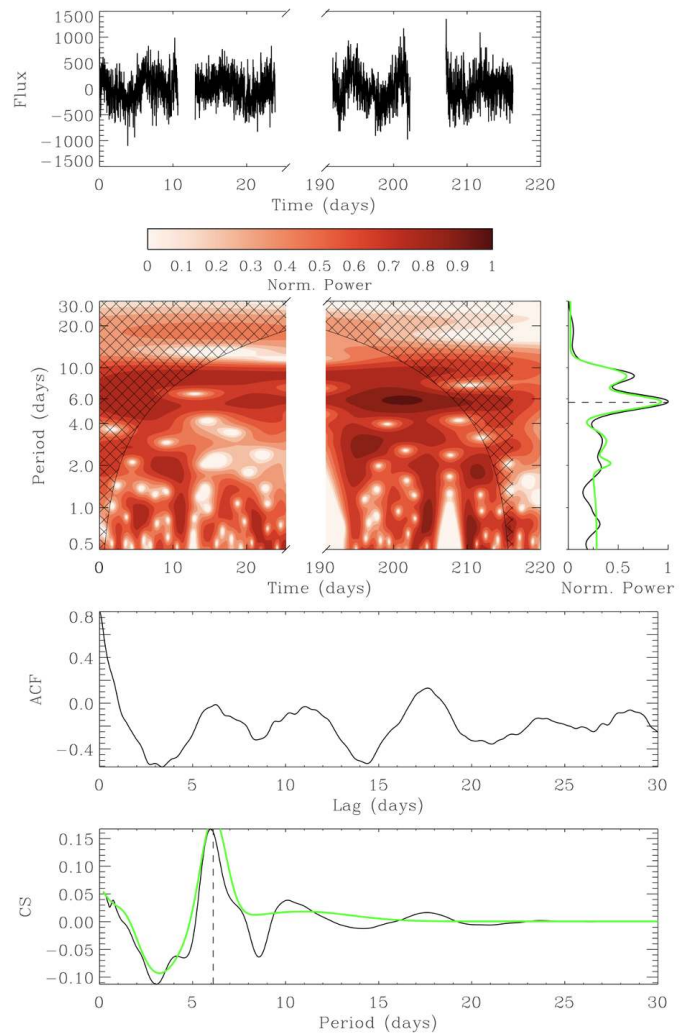 1500
1000
500
0
−500
−1000
−1500
Flux
0 10 20 190 200 210 220
Time (days)
0 0.1 0.2 0.3 0.4 0.5 0.6 0.7 0.8 0.9 1
Norm. Power
30.0
20.0
10.0
6.0
4.0
2.0
1.0
0.5
Period (days)
0 10 20 190 200 210 220
Time (days)
0 0.5 1
Norm. Power
0.8
0.4
0.0
−0.4
ACF
0 5 10 15 20 25 30
Lag (days)
0.15
0.10
0.05
0.00
−0.05
−0.10
CS
0 5 10 15 20 25 30
Period (days)